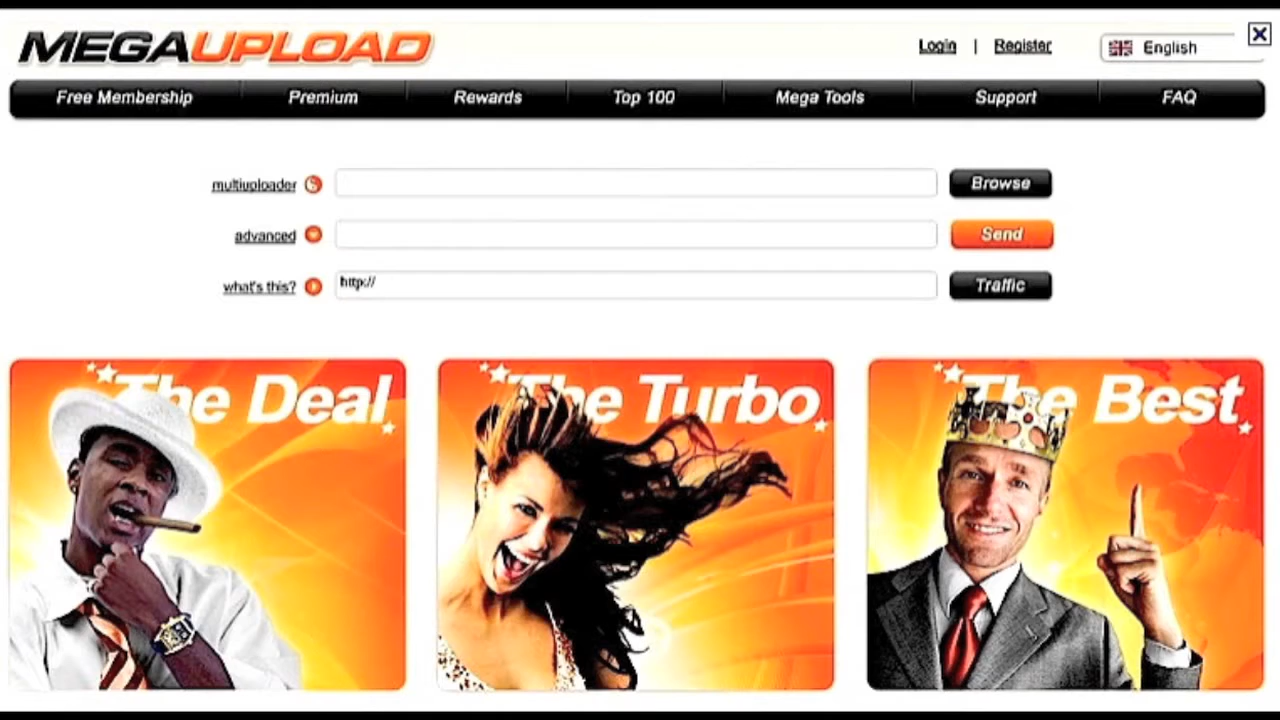 MEGAUPLOAD
Login | Register
English
Free Membership
Premium
Rewards
Top 100
Mega Tools
Support
FAQ
multiuploader
Browse
advanced
Send
what's this?
http://
Traffic
The Deal
The Turbo
The Best